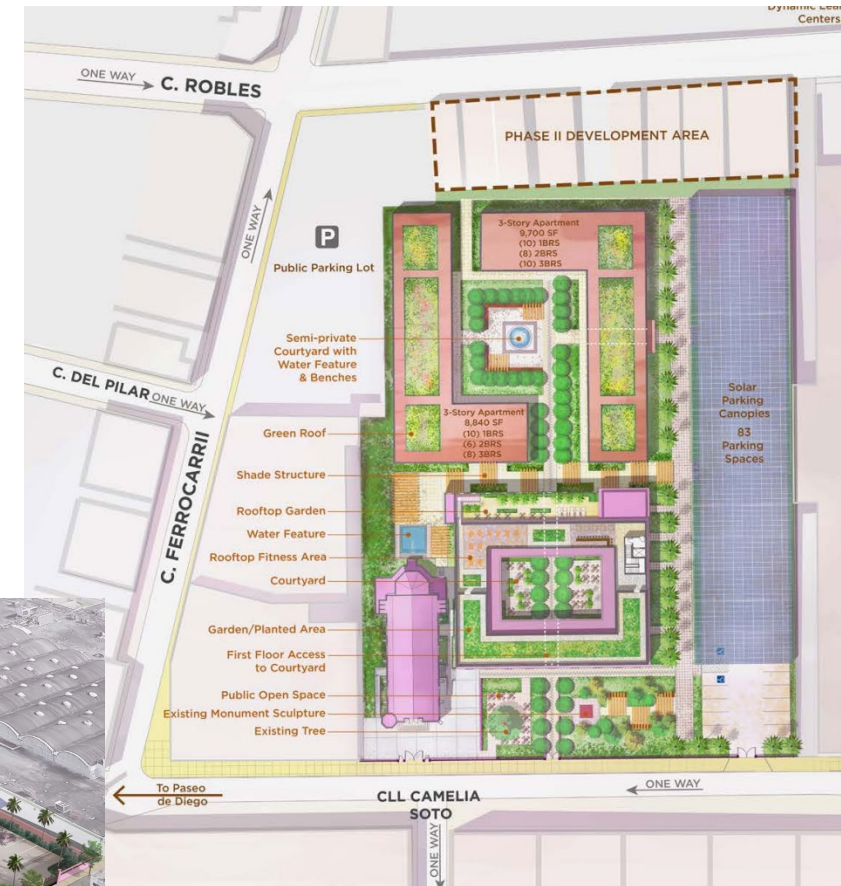 Dynamic
Centers
ONE WAY
C. ROBLES
PHASE II DEVELOPMENT AREA
ONE WAY
P
Public Parking Lot
3-Story Apartment
9,700 SF
(10) 1BRS
(8) 2BRS
(10) 3BRS
Semi-private
Courtyard with
Water Feature
& Benches
C. DEL PILAR
ONE WAY
Solar
Parking
Canopies
83
Parking
Spaces
3-Story Apartment
8,840 SF
(10) 1BRS
(6) 2BRS
(8) 3BRS
Green Roof
Shade Structure
Rooftop Garden
Water Feature
Rooftop Fitness Area
Courtyard
C. FERROCARRII
Garden/Planted Area
First Floor Access
to Courtyard
Public Open Space
Existing Monument Sculpture
Existing Tree
To Paseo
de Diego
CLL CAMELIA
SOTO
ONE WAY
ONE WAY